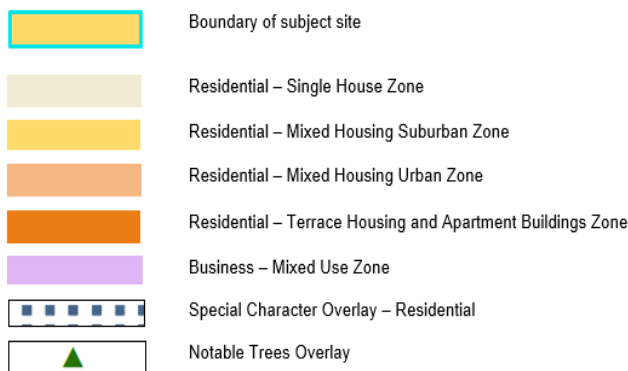 Boundary of subject site
Residential – Single House Zone
Residential – Mixed Housing Suburban Zone
Residential – Mixed Housing Urban Zone
Residential – Terrace Housing and Apartment Buildings Zone
Business – Mixed Use Zone
Special Character Overlay – Residential
Notable Trees Overlay